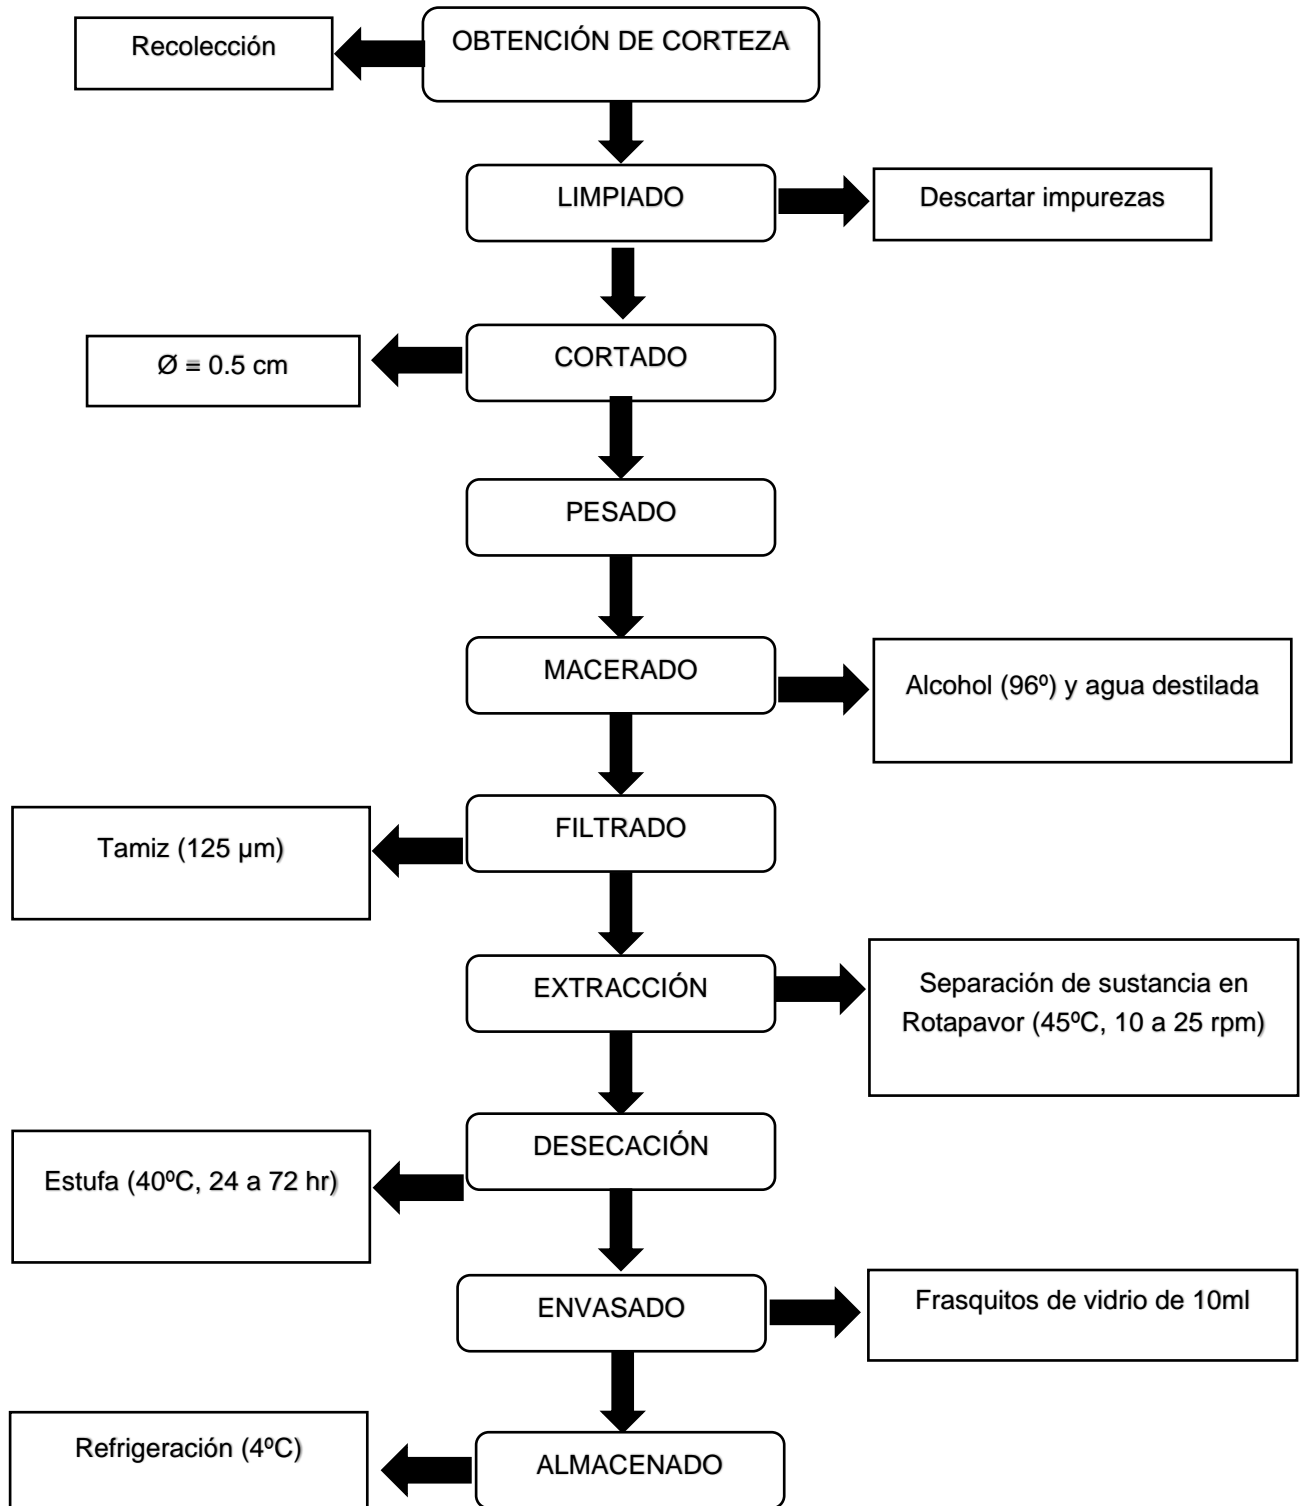 Recolección
OBTENCIÓN DE CORTEZA
LIMPIADO
Descartar impurezas
Ø = 0.5 cm
CORTADO
PESADO
MACERADO
Alcohol (96º) y agua destilada
Tamiz (125 µm)
FILTRADO
EXTRACCIÓN
Separación de sustancia en
Rotapavor (45ºC, 10 a 25 rpm)
Estufa (40ºC, 24 a 72 hr)
DESECACIÓN
ENVASADO
Frasquitos de vidrio de 10ml
Refrigeración (4ºC)
ALMACENADO